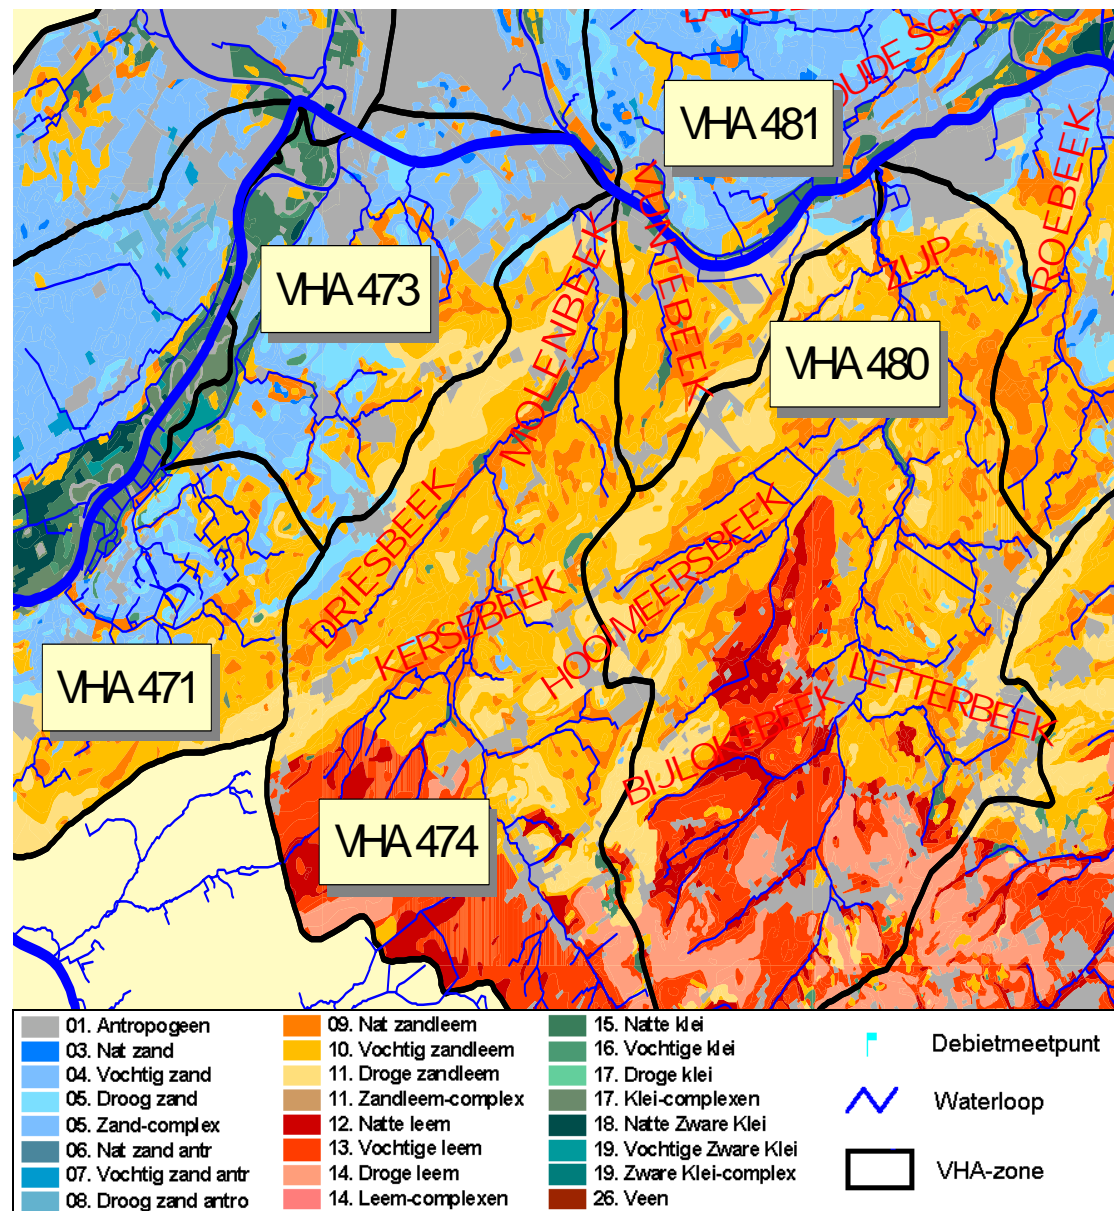 OUDE SCH
VHA 481
ROEBEEK
MOLENBEEK
ZIJP
VHA 473
VHA 480
DRIESBEEK
KERSEBEEK
HOOIMEERSBEEK
LETTERBEEK
VHA 471
BIJLOKEBEEK
VHA 474
01. Antropogeen
03. Nat zand
04. Vochtig zand
05. Droog zand
05. Zand-complex
06. Nat zand antr
07. Vochtig zand antr
08. Droog zand antro
09. Nat zandleem
10. Vochtig zandleem
11. Droge zandleem
11. Zandleem-complex
12. Natte leem
13. Vochtige leem
14. Droge leem
14. Leem-complexen
15. Natte klei
16. Vochtige klei
17. Droge klei
17. Klei-complexen
18. Natte Zware Klei
19. Vochtige Zware Klei
19. Zware Klei-complex
26. Veen
Debietmeetpunt
Waterloop
VHA-zone